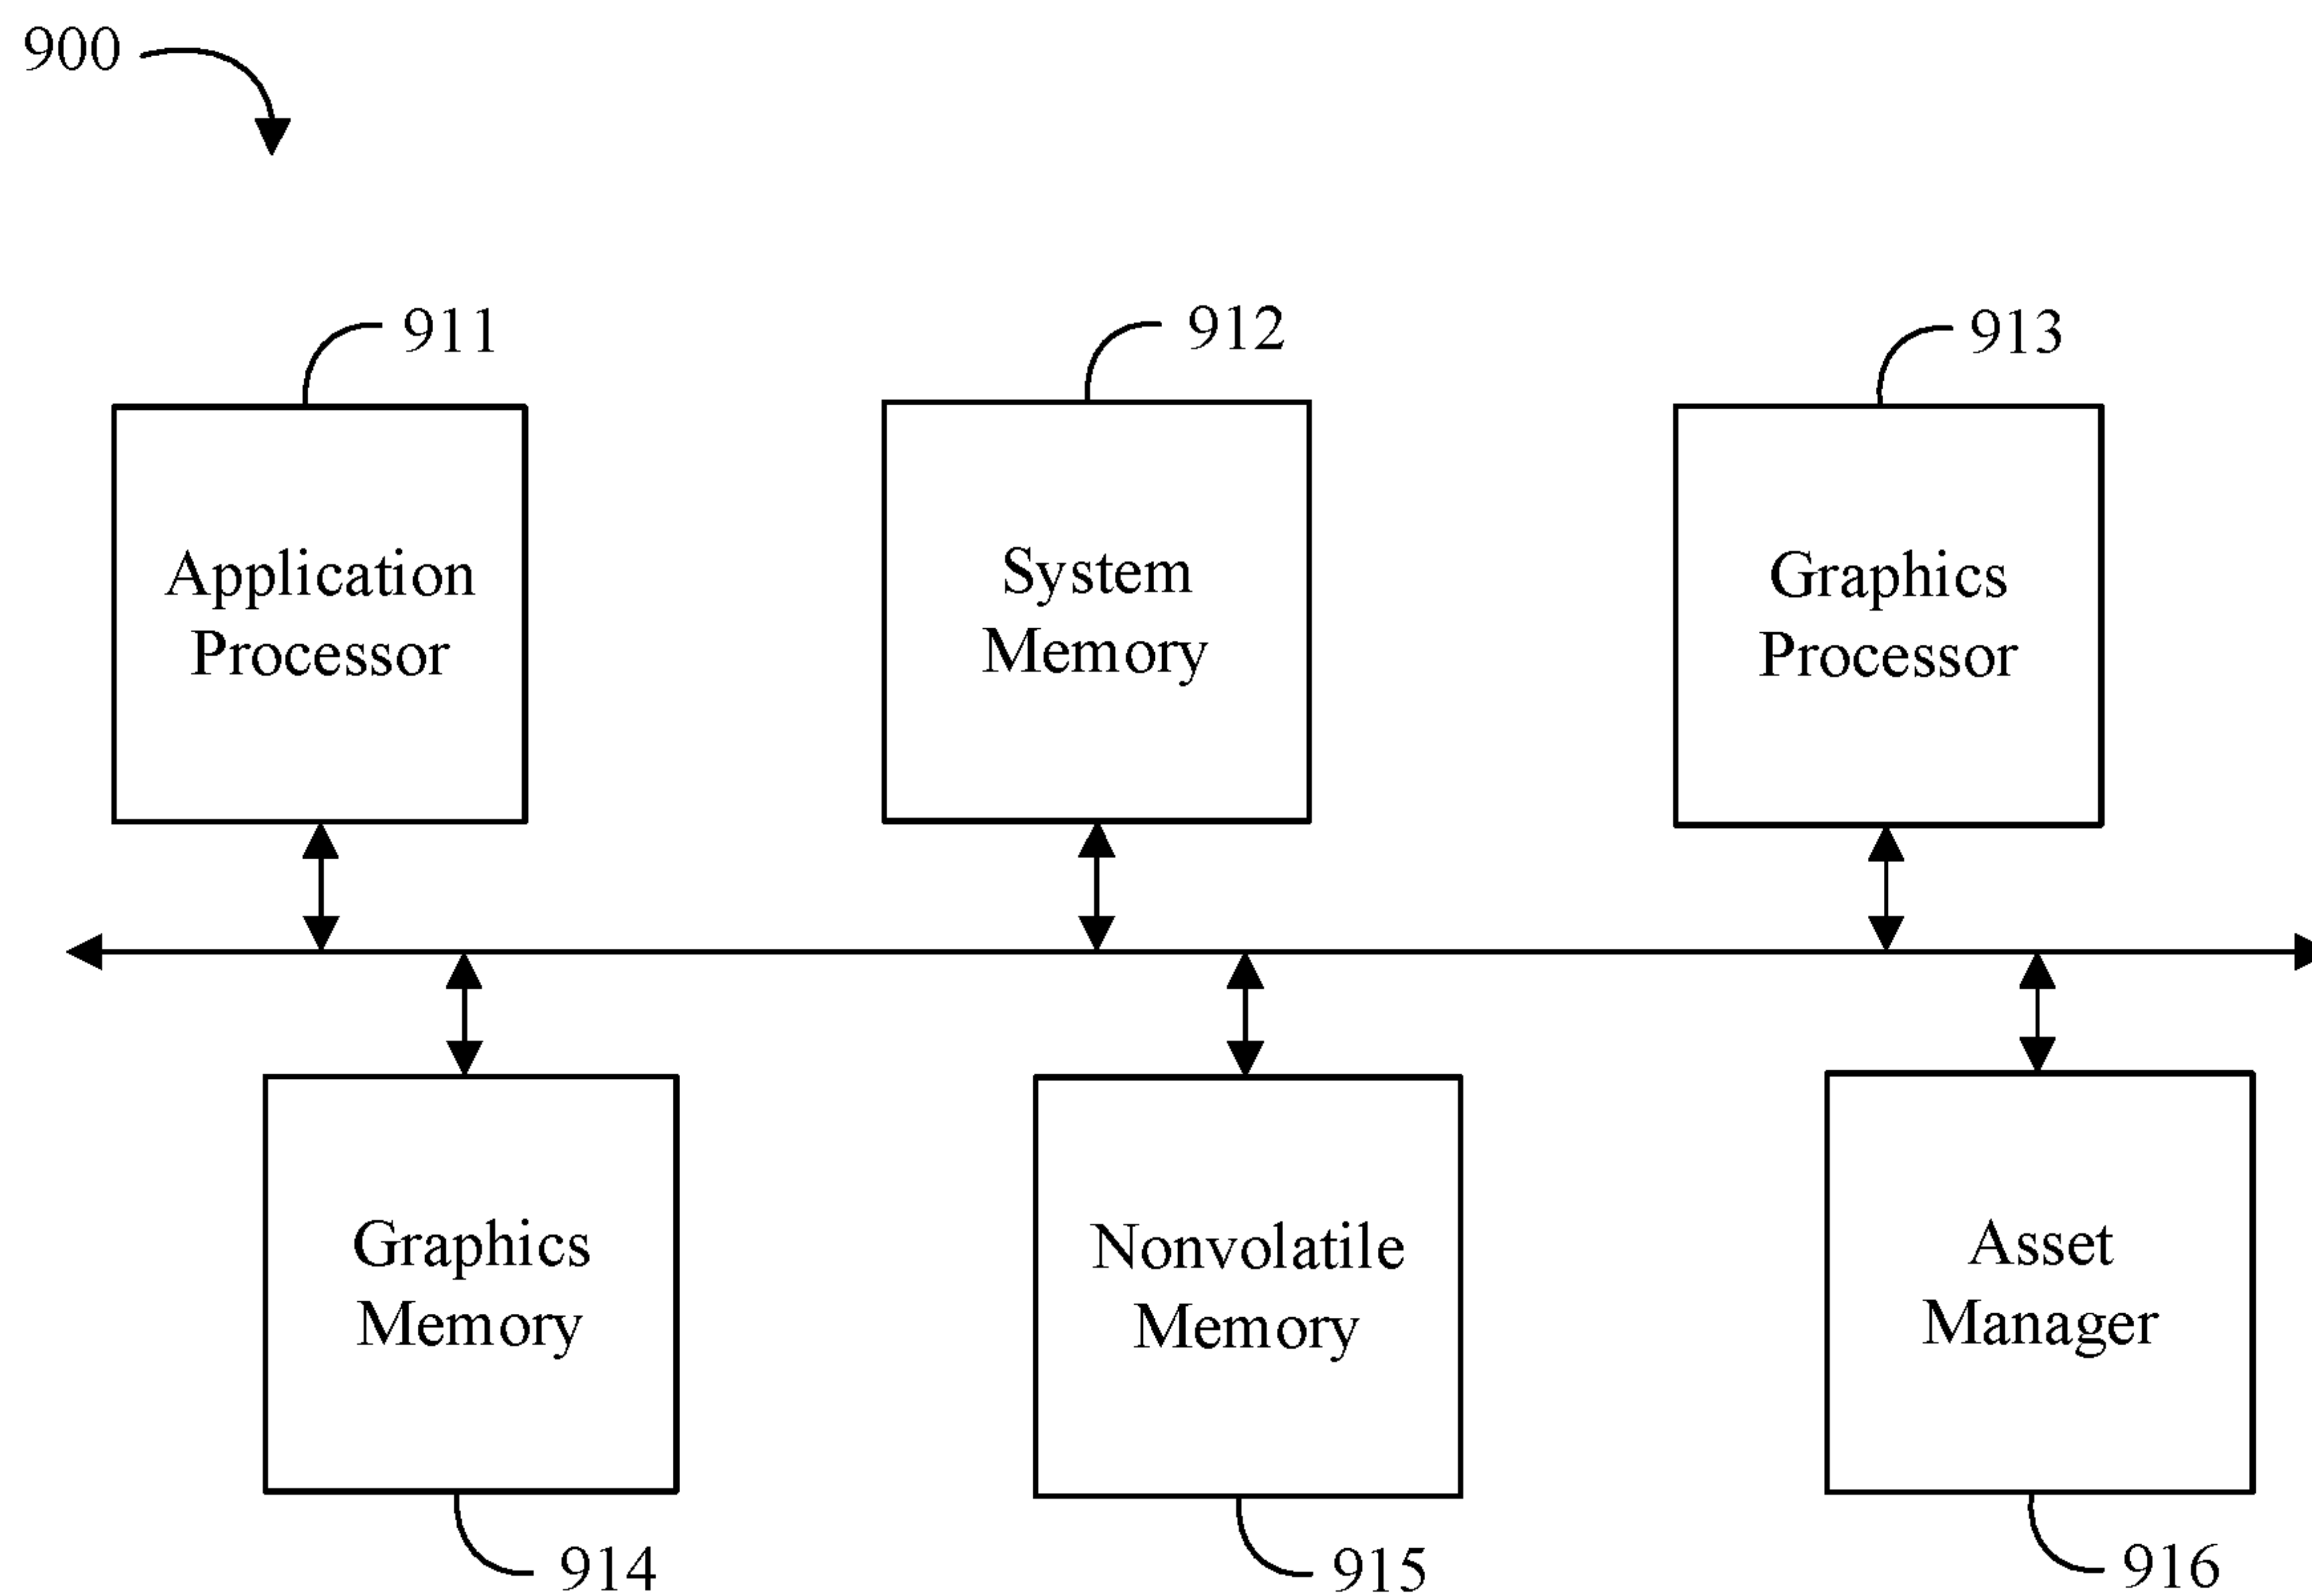 900
911
912
913
Application
Processor
System
Memory
Graphics
Processor
Graphics
Memory
Nonvolatile
Memory
Asset
Manager
914
915
916